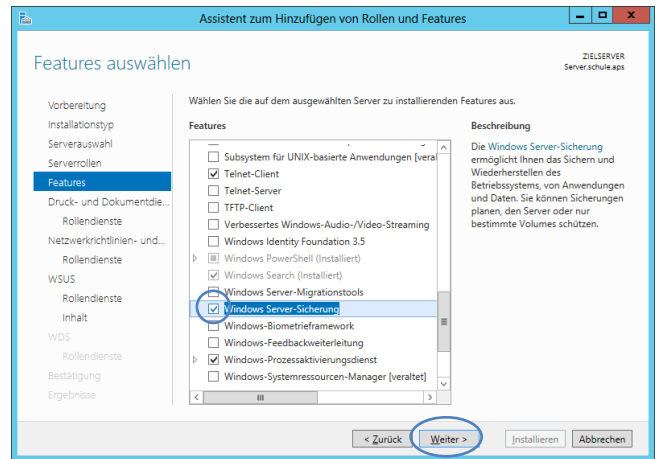 Assistent zum Hinzufügen von Rollen und Features
Features auswählen
ZIELSERVER
Server.schule.aps
Vorbereitung
Installationstyp
Serverauswahl
Serverrollen
Features
Druck- und Dokumentdie...
Rollendienste
Netzwerkrichtlinien- und...
Rollendienste
WSUS
Rollendienste
Inhalt
WDS
Rollendienste
Bestätigung
Ergebnisse
Wählen Sie die auf dem ausgewählten Server zu installierenden Features aus.
Features
Subsystem für UNIX-basierte Anwendungen [veral
Telnet-Client
Telnet-Server
TFTP-Client
Verbessertes Windows-Audio-/Video-Streaming
Windows Identity Foundation 3.5
Windows PowerShell (Installiert)
Windows Search (Installiert)
Windows Server-Migrationstools
Windows Server-Sicherung
Windows-Biometrieframework
Windows-Feedbackweiterleitung
Windows-Prozessaktivierungsdienst
Windows-Systemressourcen-Manager [veraltet]
Beschreibung
Die Windows Server-Sicherung
ermöglicht Ihnen das Sichern und
Wiederherstellen des
Betriebssystems, von Anwendungen
und Daten. Sie können Sicherungen
planen, den Server oder nur
bestimmte Volumes schützen.
< Zurück
Weiter >
Installieren
Abbrechen